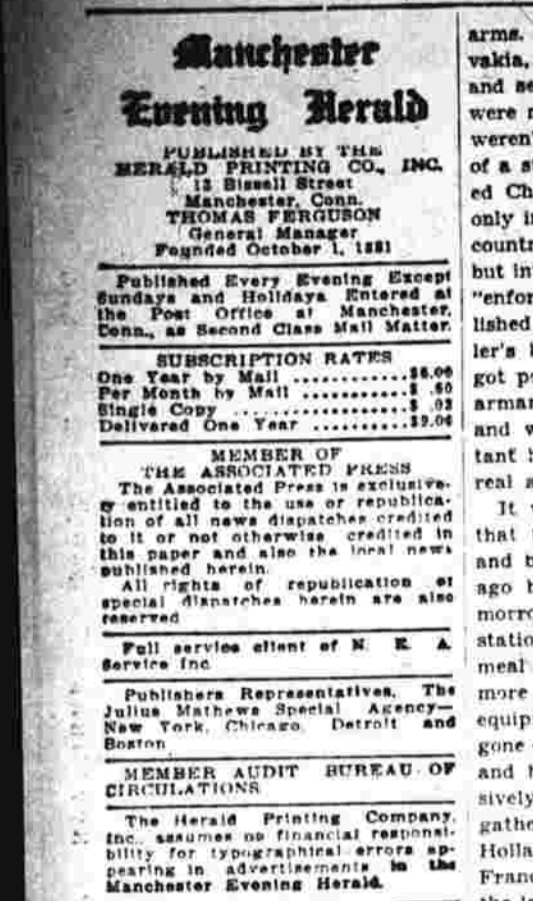 Manchester
Evening Herald
PUBLISHED BY THE
HERALD PRINTING CO., INC.
13 Bissell Street
Manchester, Conn.
THOMAS FERGUSON
General Manager
Founded October 1, 1881
Published Every Evening Except
Sundays and Holidays Entered at
the Post Office at Manchester,
Conn., as Second Class Mail Matter.
SUBSCRIPTION RATES
One Year by Mail ............$6.00
Per Month by Mail ...........$ .60
Single Copy .................$ .03
Delivered One Year ..........$9.00
MEMBER OF
THE ASSOCIATED PRESS
The Associated Press is exclusive-
ly entitled to the use or republica-
tion of all news dispatches credited
to it or not otherwise credited in
this paper and also the local news
published herein.
All rights of republication of
special dispatches herein are also
reserved
Full service client of N. E. A.
Service Inc
Publishers Representatives, The
Julius Mathews Special Agency—
New York, Chicago, Detroit and
Boston
MEMBER AUDIT BUREAU OF
CIRCULATIONS
The Herald Printing Company,
Inc., assumes no financial responsi-
bility for typographical errors ap-
pearing in advertisements in the
Manchester Evening Herald.
arms.
vakia,
and se
were
weren'
of a s
ed Ch
only i
countr
but in
"enfor
lished
ler's
got p
arma
and w
tant
real a
It
that
and b
ago h
morro
statio
meal
more
equip
gone
and h
sively
gathe
Holla
Fran